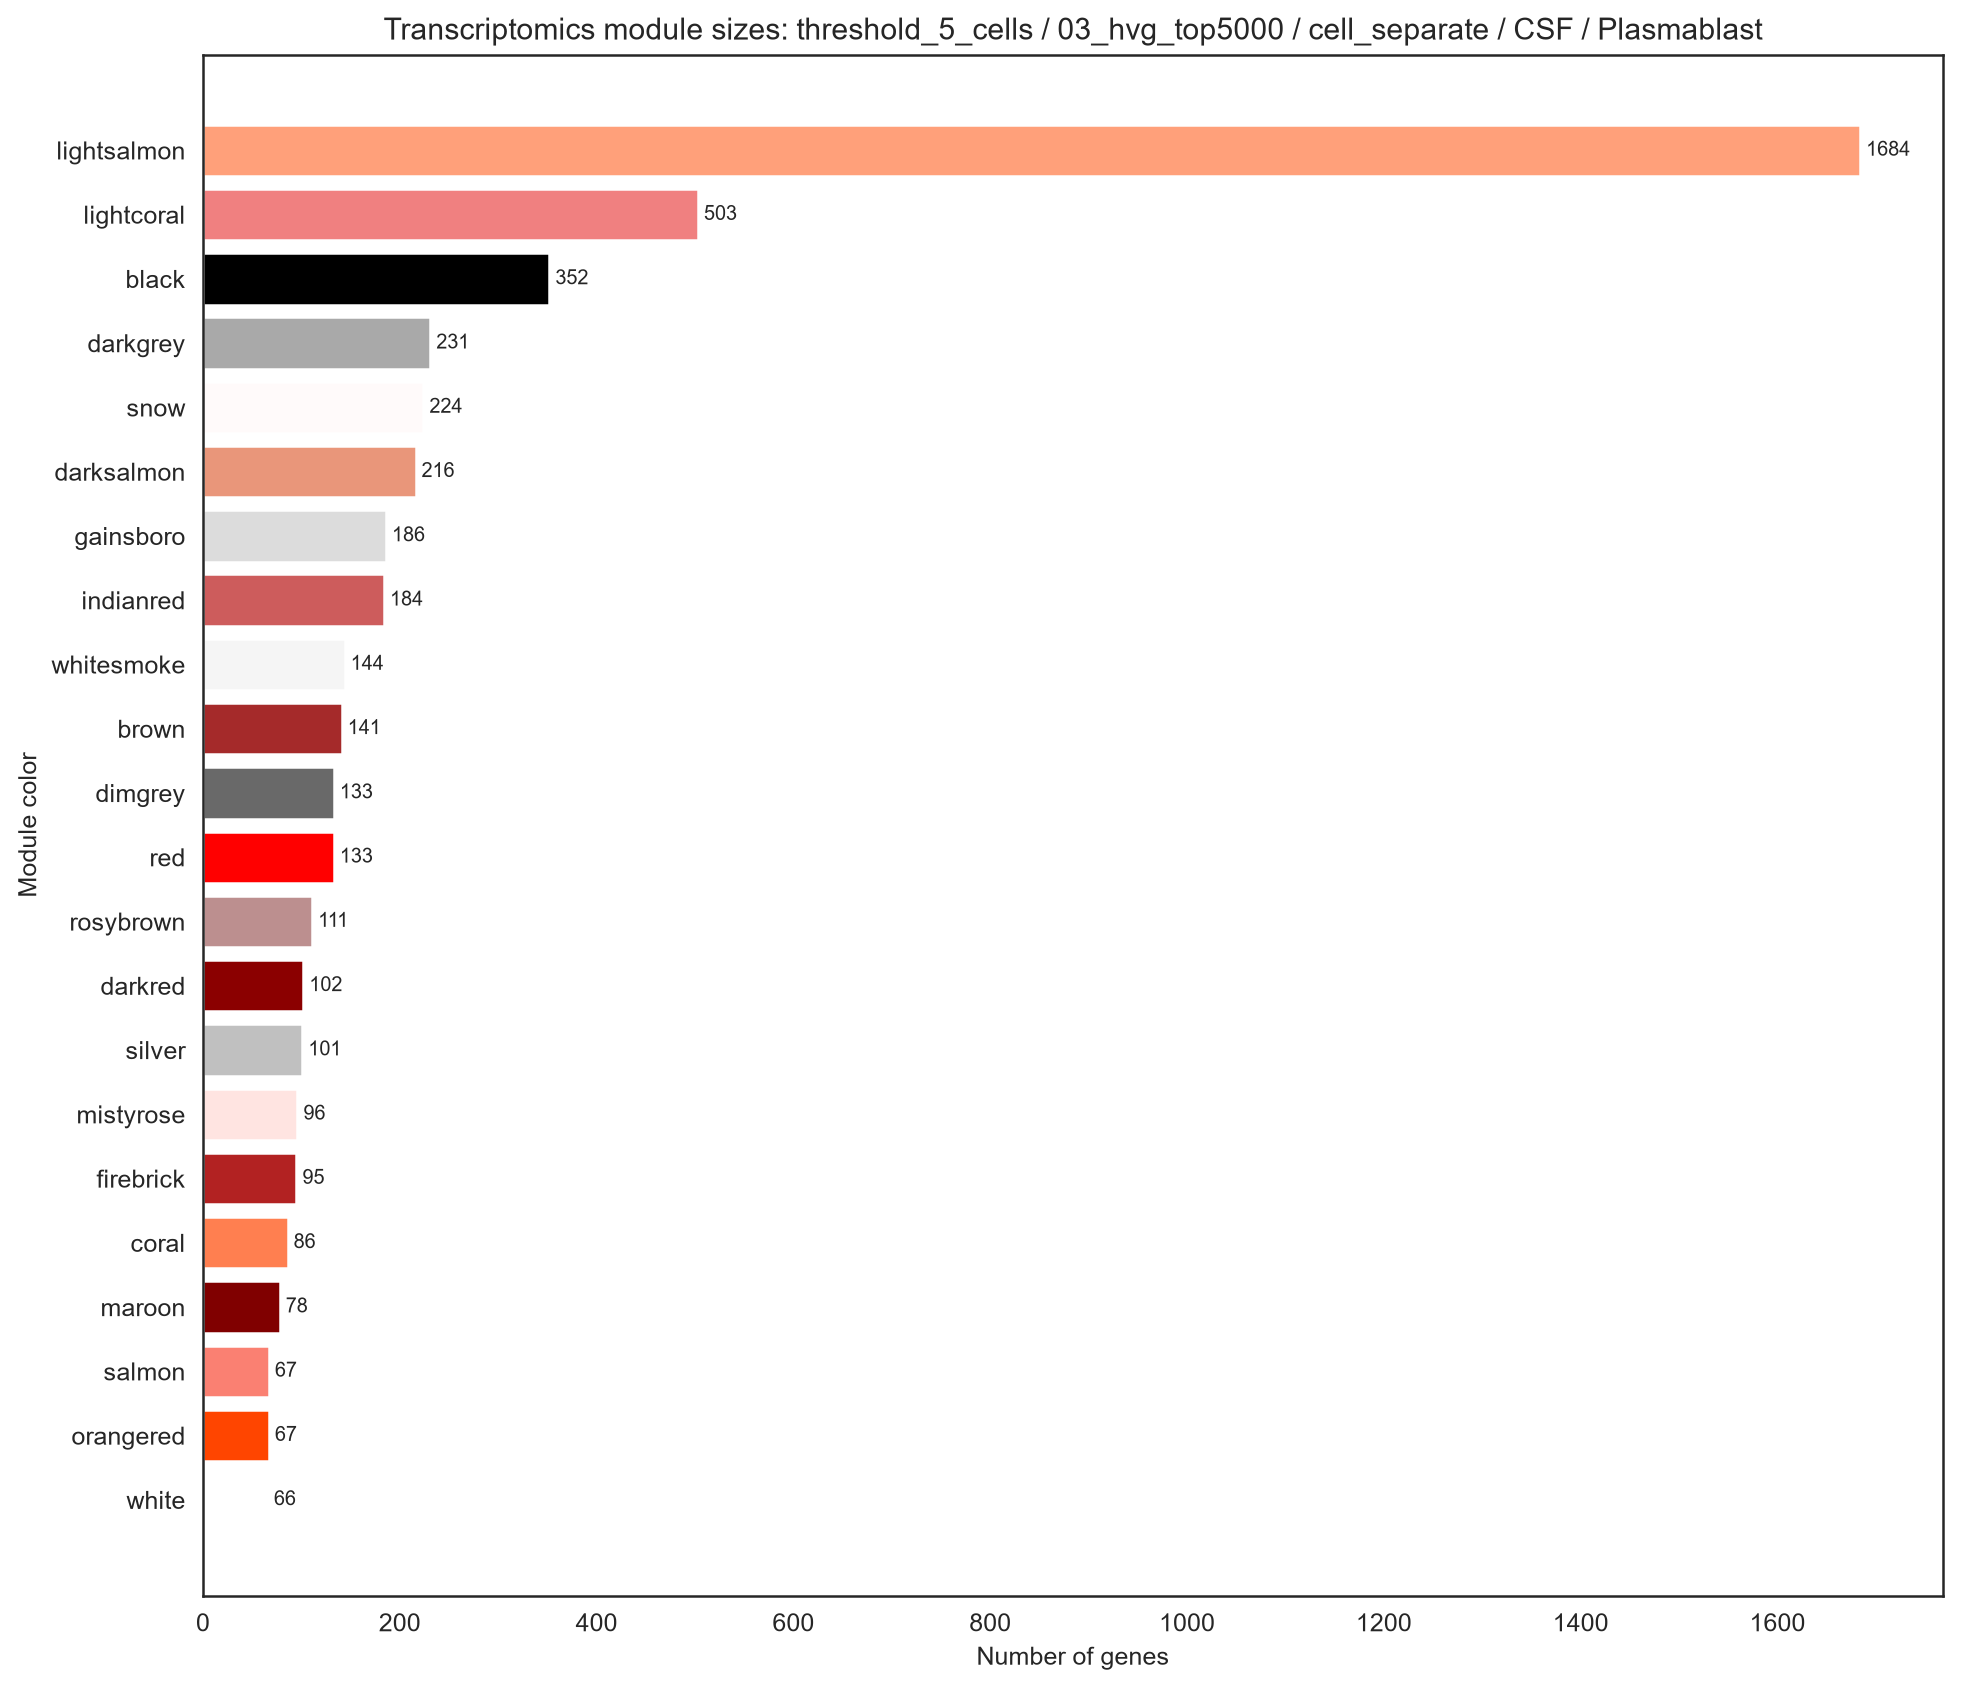 Transcriptomics module sizes: threshold_5_cells / 03_hvg_top5000 / cell_separate / CSF / Plasmablast
lightsalmon 1684
lightcoral 503
black 352
darkgrey 231
snow 224
darksalmon 216
gainsboro 186
indianred 184
whitesmoke 144
brown 141
dimgrey 133
red 133
rosybrown 111
darkred 102
silver 101
mistyrose 96
firebrick 95
coral 86
maroon 78
salmon 67
orangered 67
white 66
Module color
0 200 400 600 800 1000 1200 1400 1600
Number of genes